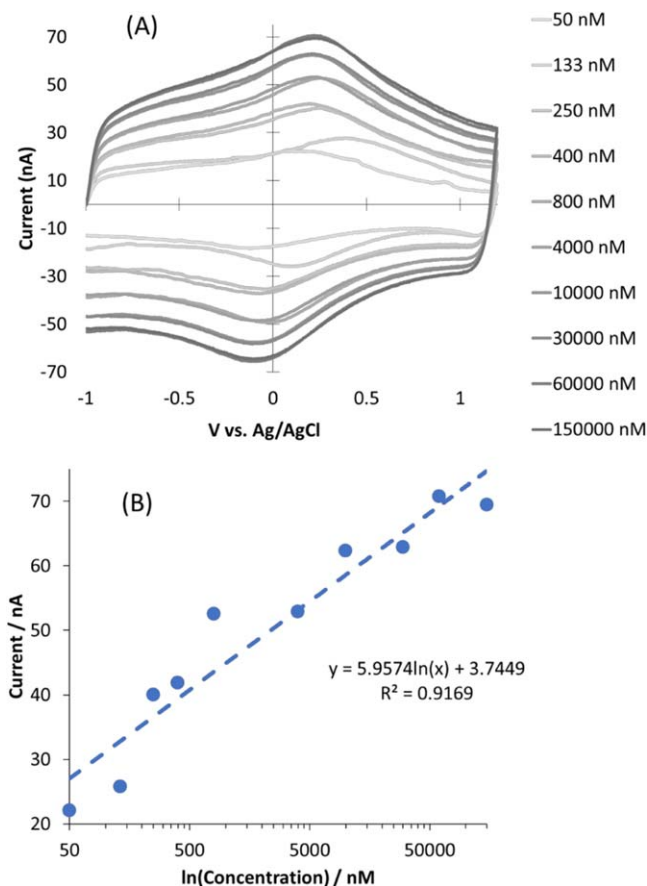 (A)
70
50
30
10
-10
-30
-50
-70
Current (nA)
-1
-0.5
0
0.5
1
V vs. Ag/AgCl
50 nM
133 nM
250 nM
400 nM
800 nM
4000 nM
10000 nM
30000 nM
60000 nM
150000 nM
(B)
70
60
50
40
30
20
Current / nA
y = 5.9574ln(x) + 3.7449
R² = 0.9169
50
500
5000
50000
ln(Concentration) / nM